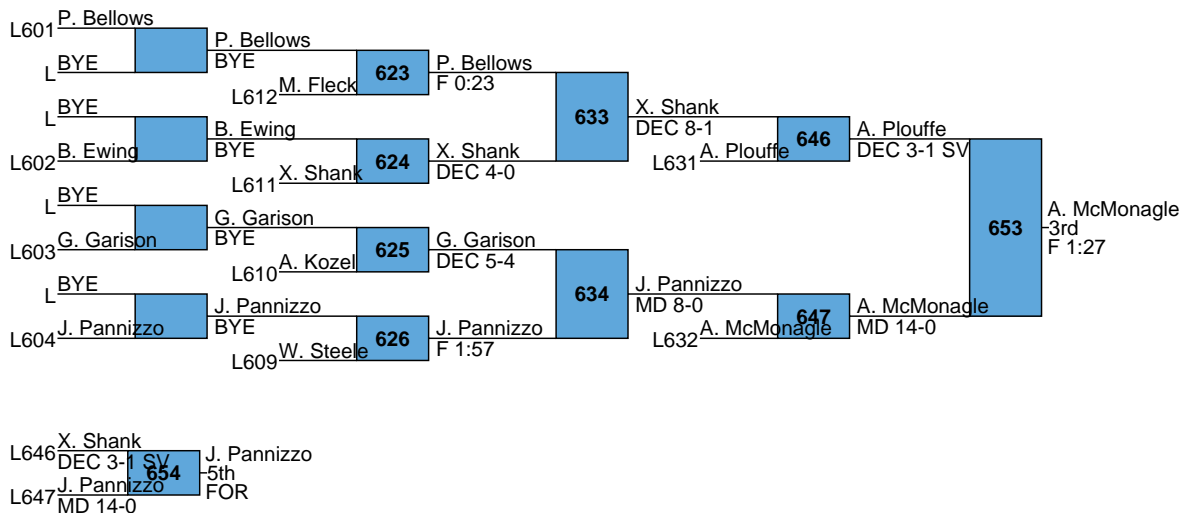 L601 P. Bellows
L BYE
P. Bellows
BYE
L612 M. Fleck
623
P. Bellows
F 0:23
L BYE
L602 B. Ewing
B. Ewing
BYE
L611 X. Shank
624
X. Shank
DEC 4-0
633
X. Shank
DEC 8-1
L631 A. Plouffe
646
A. Plouffe
DEC 3-1 SV
L BYE
L603 G. Garison
G. Garison
BYE
L610 A. Kozel
625
G. Garison
DEC 5-4
L BYE
L604 J. Pannizzo
J. Pannizzo
BYE
L609 W. Steele
626
J. Pannizzo
F 1:57
634
J. Pannizzo
MD 8-0
L632 A. McMonagle
647
A. McMonagle
MD 14-0
653
A. McMonagle
3rd
F 1:27
L646 X. Shank
DEC 3-1 SV
L647 J. Pannizzo
MD 14-0
654
J. Pannizzo
5th
FOR